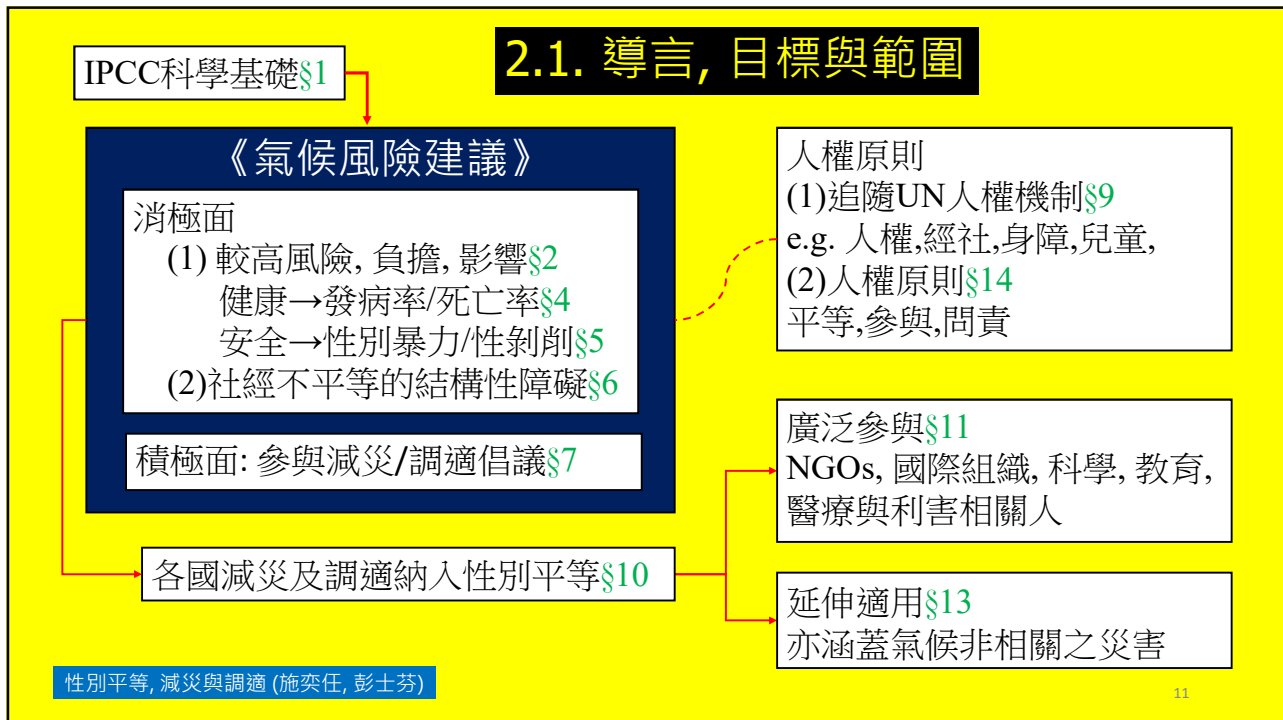 2.1. 導言, 目標與範圍
IPCC科學基礎§1
《氣候風險建議》
消極面
(1) 較高風險, 負擔, 影響§2
健康→發病率/死亡率§4
安全→性別暴力/性剝削§5
(2)社經不平等的結構性障礙§6
積極面: 參與減災/調適倡議§7
人權原則
(1)追隨UN人權機制§9
e.g. 人權,經社,身障,兒童,
(2)人權原則§14
平等,參與,問責
各國減災及調適納入性別平等§10
廣泛參與§11
NGOs, 國際組織, 科學, 教育,
醫療與利害相關人
延伸適用§13
亦涵蓋氣候非相關之災害
性別平等, 減災與調適 (施奕任, 彭士芬)
11